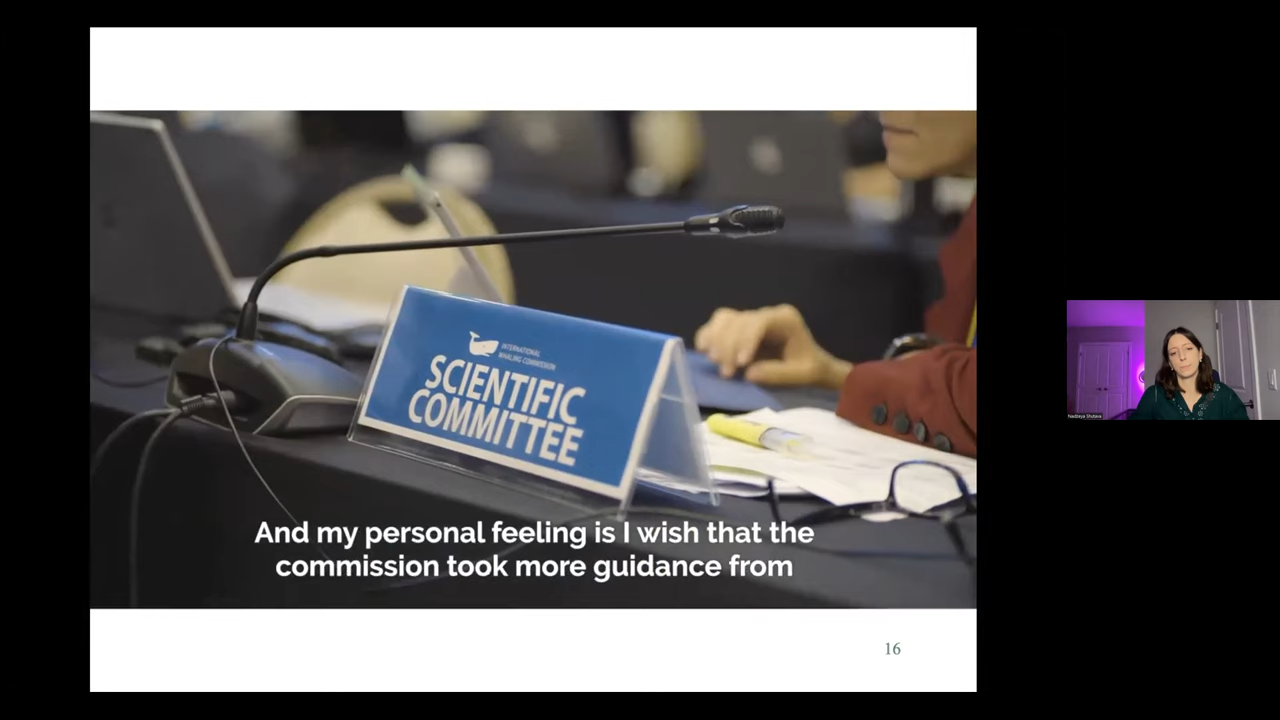 INTERNATIONAL
WHALING COMMISSION
SCIENTIFIC
COMMITTEE
And my personal feeling is I wish that the
commission took more guidance from
16